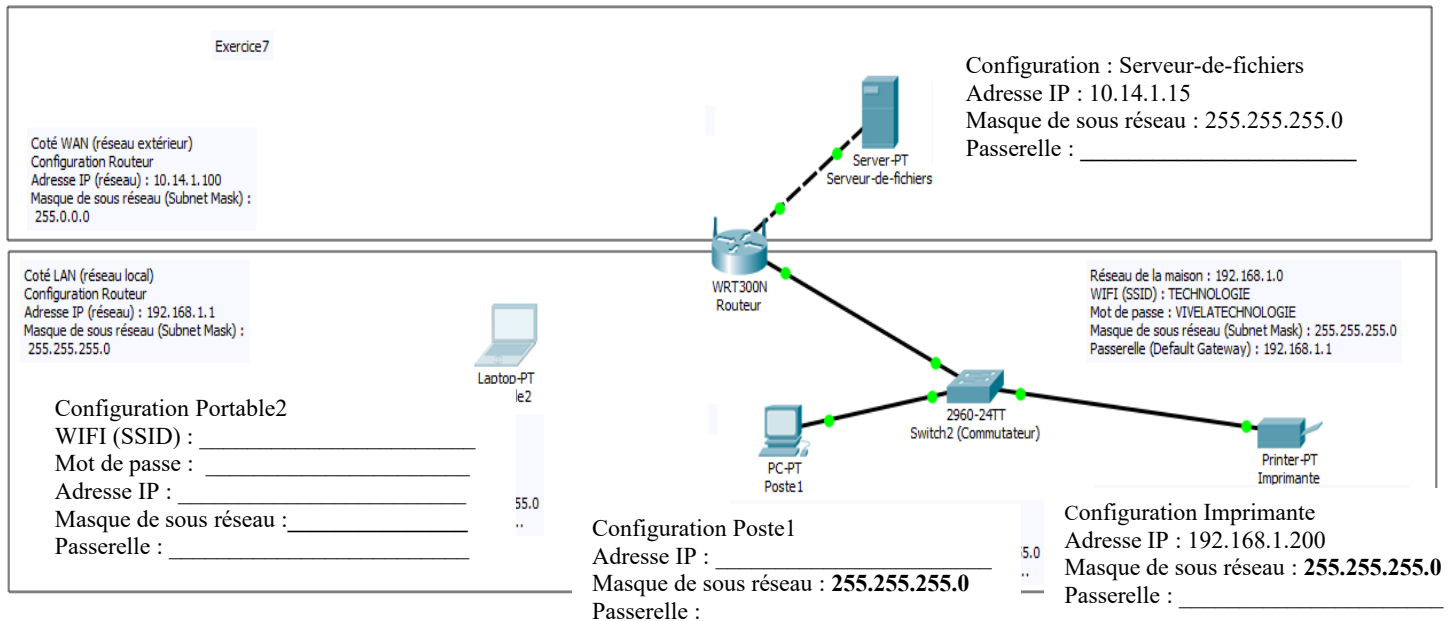 Exercice7
Configuration : Serveur-de-fichiers
Adresse IP : 10.14.1.15
Masque de sous réseau : 255.255.255.0
Passerelle :
Coté WAN (réseau extérieur)
Configuration Routeur
Adresse IP (réseau) : 10.14.1.100
Masque de sous réseau (Subnet Mask) :
255.0.0.0
Server-PT
Serveur-de-fichiers
WRT300N
Routeur
Coté LAN (réseau local)
Configuration Routeur
Adresse IP (réseau) : 192.168.1.1
Masque de sous réseau (Subnet Mask) :
255.255.255.0
Réseau de la maison : 192.168.1.0
WIFI (SSID) : TECHNOLOGIE
Mot de passe : VIVELATECHNOLOGIE
Masque de sous réseau (Subnet Mask) : 255.255.255.0
Passerelle (Default Gateway) : 192.168.1.1
Laptop-PT
le2
2960-24TT
Switch2 (Commutateur)
PC-PT
Poste1
Printer-PT
Imprimante
Configuration Portable2
WIFI (SSID) :
Mot de passe :
Adresse IP :
Masque de sous réseau :
Passerelle :
55.0
..
Configuration Poste1
Adresse IP :
Masque de sous réseau : 255.255.255.0
Passerelle :
5.0
..
Configuration Imprimante
Adresse IP : 192.168.1.200
Masque de sous réseau : 255.255.255.0
Passerelle :